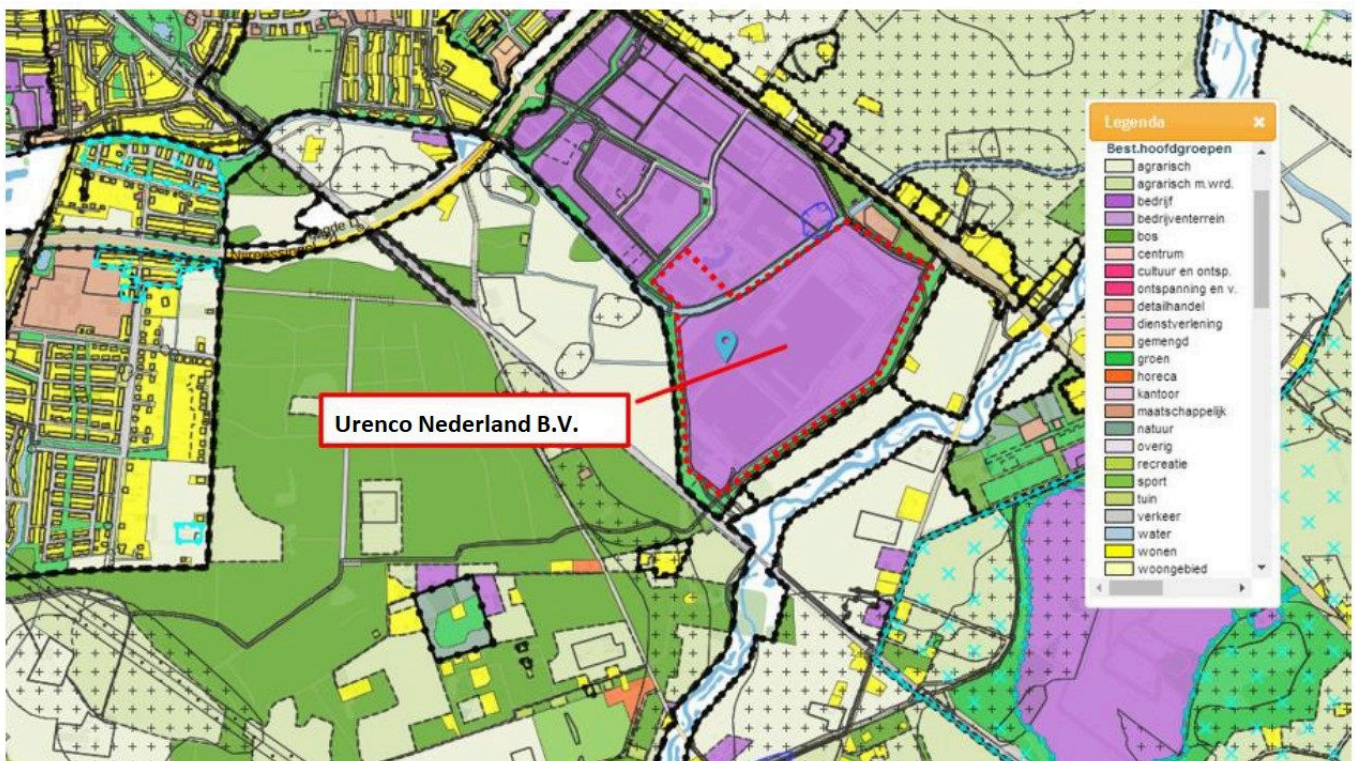 Legenda
Best.hoofdgroepen
agrarisch
agrarisch m.wrd.
bedrijf
bedrijventerrein
bos
centrum
cultuur en ontsp.
ontspanning en v.
detailhandel
dienstverlening
gemengd
groen
horeca
kantoor
maatschappelijk
natuur
overig
recreatie
sport
tuin
verkeer
water
wonen
woongebied
Urenco Nederland B.V.